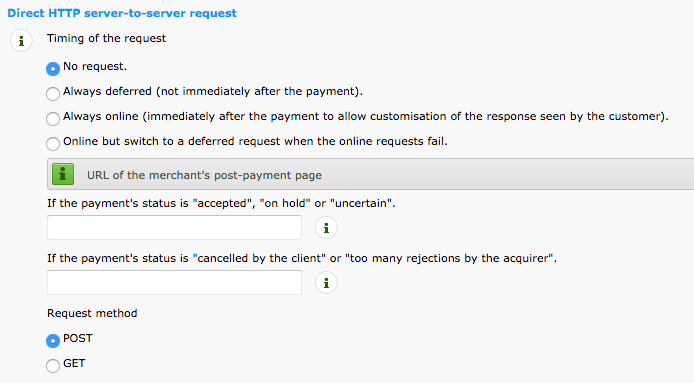 Direct HTTP server-to-server request
Timing of the request
No request.
Always deferred (not immediately after the payment).
Always online (immediately after the payment to allow customisation of the response seen by the customer).
Online but switch to a deferred request when the online requests fail.
URL of the merchant's post-payment page
If the payment's status is "accepted", "on hold" or "uncertain".
If the payment's status is "cancelled by the client" or "too many rejections by the acquirer".
Request method
POST
GET